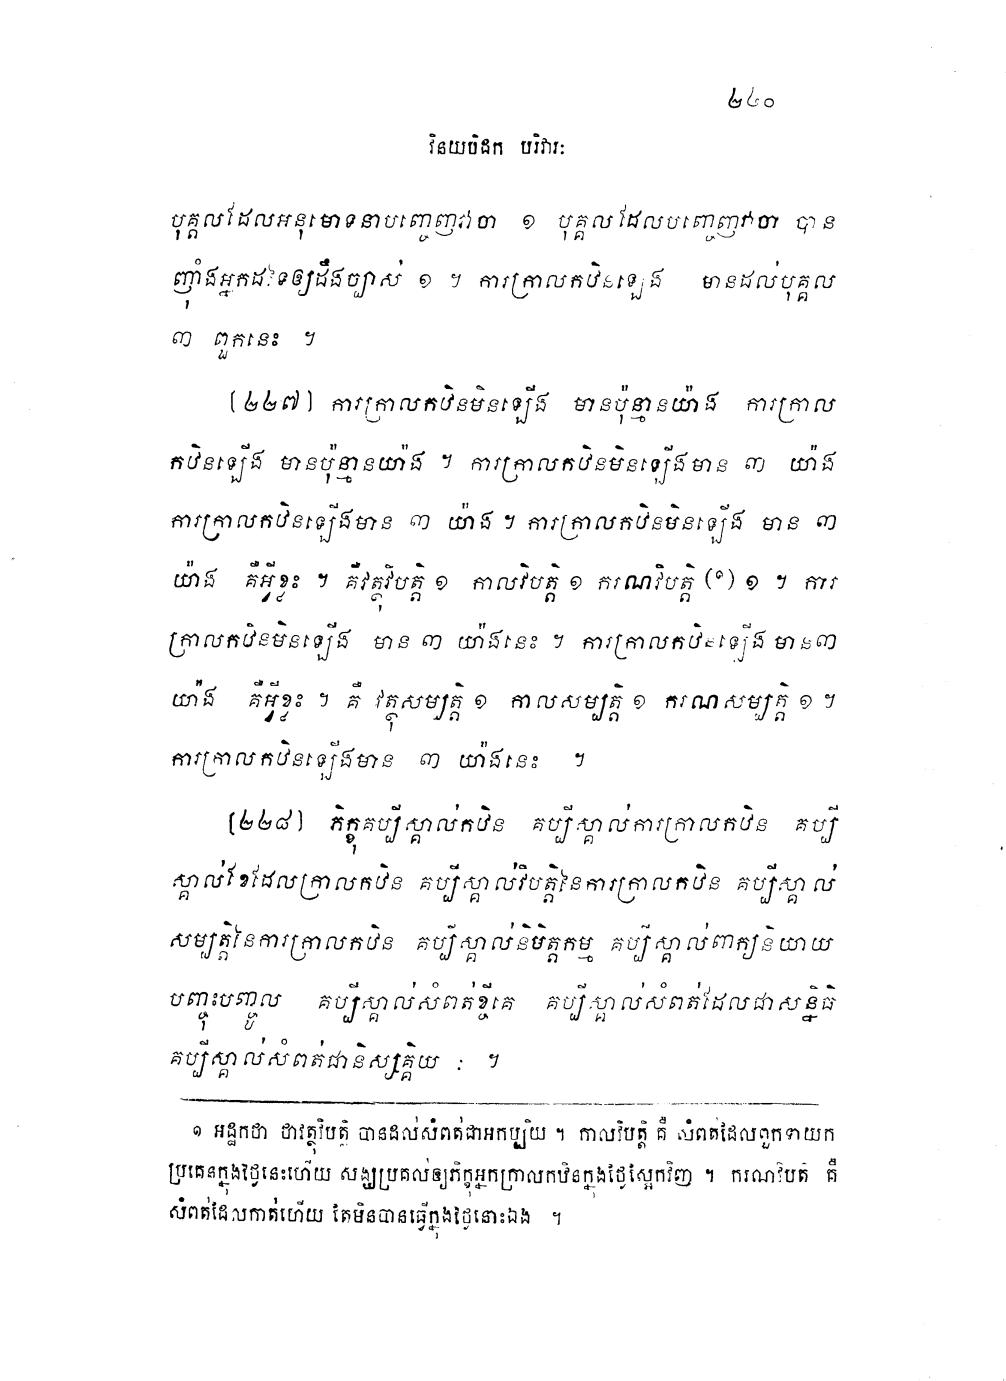 ២៤០
វិនយបិដក បរិវារៈ
បុគ្គលដែលអនុមោទនាបញ្ចេញវាចា ១ បុគ្គលដែលបញ្ចេញវាចា បាន
ញ៉ាំងអ្នកដទៃឲ្យដឹងច្បាស់ ១ ។ ការក្រាលកឋិនឡើង មានដល់បុគ្គល
៣ ពួកនេះ ។
[២២៧] ការក្រាលកឋិនមិនឡើង មានប៉ុន្មានយ៉ាង ការក្រាល
កឋិនឡើង មានប៉ុន្មានយ៉ាង ។ ការក្រាលកឋិនមិនឡើងមាន ៣ យ៉ាង
ការក្រាលកឋិនឡើងមាន ៣ យ៉ាង ។ ការក្រាលកឋិនមិនឡើង មាន ៣
យ៉ាង គឺអ្វីខ្លះ ។ គឺវត្ថុវិបត្តិ ១ កាលវិបត្តិ ១ ករណវិបត្តិ (១) ១ ។ ការ
ក្រាលកឋិនមិនឡើង មាន ៣ យ៉ាងនេះ ។ ការក្រាលកឋិនឡើង មាន៣
យ៉ាង គឺអ្វីខ្លះ ។ គឺ វត្ថុសម្បត្តិ ១ កាលសម្បត្តិ ១ ករណសម្បត្តិ ១ ។
ការក្រាលកឋិនឡើងមាន ៣ យ៉ាងនេះ ។
[២២៨] ភិក្ខុគប្បីស្គាល់កឋិន គប្បីស្គាល់ការក្រាលកឋិន គប្បី
ស្គាល់ខែដែលក្រាលកឋិន គប្បីស្គាល់វិបត្តិនៃការក្រាលកឋិន គប្បីស្គាល់
សម្បត្តិនៃការក្រាលកឋិន គប្បីស្គាល់និមិត្តកម្ម គប្បីស្គាល់ពាក្យនិយាយ
បញ្ចុះបញ្ចូល គប្បីស្គាល់សំពត់ខ្ចីគេ គប្បីស្គាល់សំពត់ដែលជាសន្និធិ
គប្បីស្គាល់សំពត់ជានិស្សគ្គិយ : ។
១ អដ្ឋកថា ថាវត្ថុវិបត្តិ បានដល់សំពត់ជាអកប្បិយ ។ កាលវិបត្តិ គឺ សំពត់ដែលពួកទាយក
ប្រគេនក្នុងថ្ងៃនេះហើយ សង្ឃប្រគល់ឲ្យភិក្ខុអ្នកក្រាលកឋិនក្នុងថ្ងៃស្អែកវិញ ។ ករណវិបត្តិ គឺ
សំពត់ដែលកាត់ហើយ តែមិនបានធ្វើក្នុងថ្ងៃនោះឯង ។